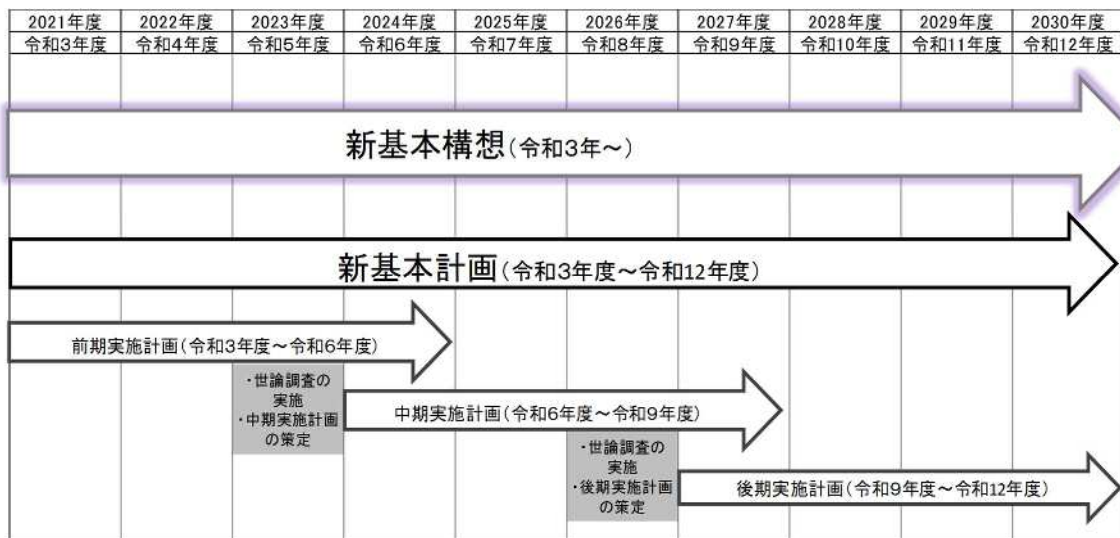 2021年度 2022年度 2023年度 2024年度 2025年度 2026年度 2027年度 2028年度 2029年度 2030年度
令和3年度 令和4年度 令和5年度 令和6年度 令和7年度 令和8年度 令和9年度 令和10年度 令和11年度 令和12年度
新基本構想(令和3年～)
新基本計画(令和3年度～令和12年度)
前期実施計画(令和3年度～令和6年度)
・世論調査の
実施
・中期実施計画
の策定
中期実施計画(令和6年度～令和9年度)
・世論調査の
実施
・後期実施計画
の策定
後期実施計画(令和9年度～令和12年度)